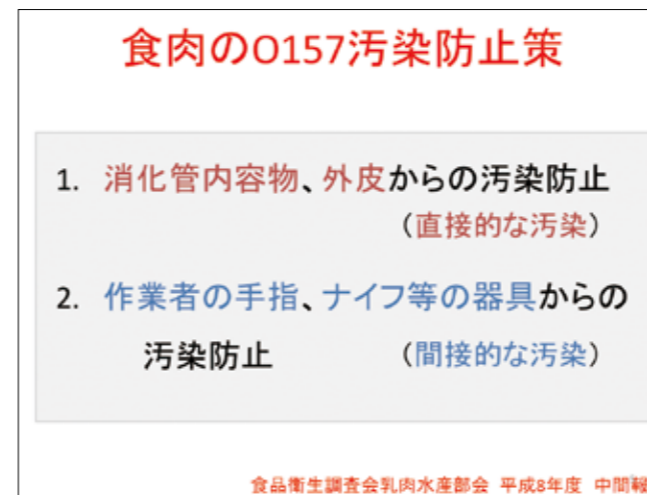 食肉のO157汚染防止策
1. 消化管内容物、外皮からの汚染防止
（直接的な汚染）
2. 作業者の手指、ナイフ等の器具からの
汚染防止 （間接的な汚染）
食品衛生調査会乳肉水産部会 平成8年度 中間報